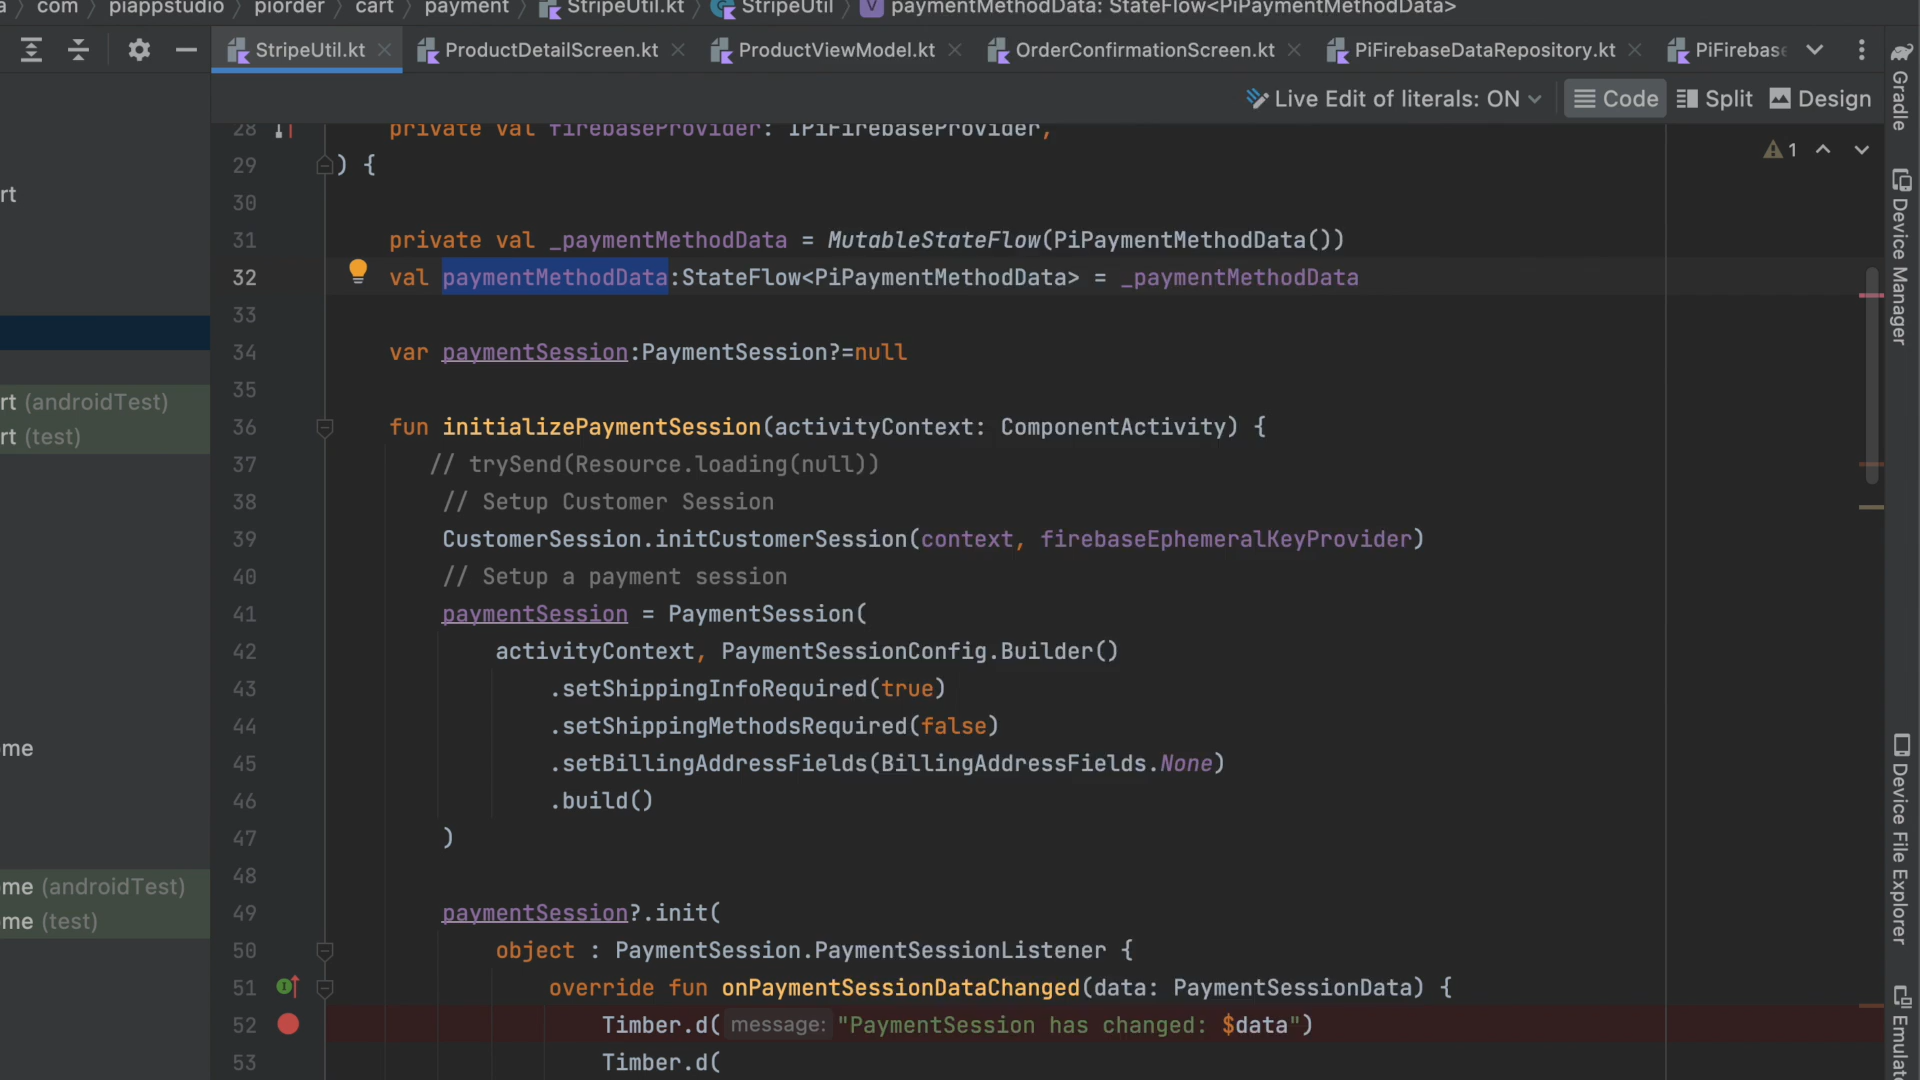 a > com > piappstudio > piorder > cart > payment > StripeUtil.kt > StripeUtil > V paymentMethodData: StateFlow<PiPaymentMethodData>
StripeUtil.kt ProductDetailScreen.kt ProductViewModel.kt OrderConfirmationScreen.kt PiFirebaseDataRepository.kt PiFirebase
Live Edit of literals: ON Code Split Design
28 private val firebaseProvider: IPiFirebaseProvider,
29 ) {
1
30
rt
31 private val _paymentMethodData = MutableStateFlow(PiPaymentMethodData())
32 val paymentMethodData:StateFlow<PiPaymentMethodData> = _paymentMethodData
33
34 var paymentSession:PaymentSession?=null
35
rt (androidTest)
36 fun initializePaymentSession(activityContext: ComponentActivity) {
rt (test)
37 // trySend(Resource.loading(null))
38 // Setup Customer Session
39 CustomerSession.initCustomerSession(context, firebaseEphemeralKeyProvider)
40 // Setup a payment session
41 paymentSession = PaymentSession(
42 activityContext, PaymentSessionConfig.Builder()
43 .setShippingInfoRequired(true)
44 .setShippingMethodsRequired(false)
me
45 .setBillingAddressFields(BillingAddressFields.None)
46 .build()
47 )
48
me (androidTest)
49 paymentSession?.init(
me (test)
50 object : PaymentSession.PaymentSessionListener {
51 override fun onPaymentSessionDataChanged(data: PaymentSessionData) {
52 Timber.d( message: "PaymentSession has changed: $data")
53 Timber.d(
Gradle
Device Manager
Device File Explorer
Emulat